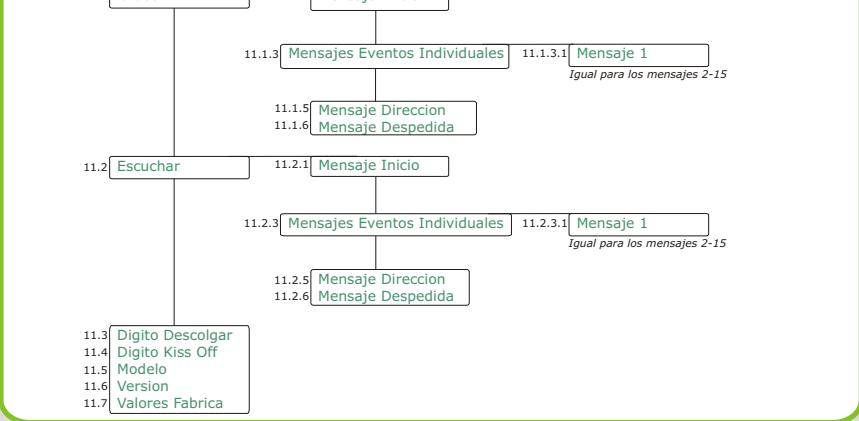 11.1.3 Mensajes Eventos Individuales 11.1.3.1 Mensaje 1
Igual para los mensajes 2-15
11.1.5 Mensaje Direccion
11.1.6 Mensaje Despedida
11.2 Escuchar 11.2.1 Mensaje Inicio
11.2.3 Mensajes Eventos Individuales 11.2.3.1 Mensaje 1
Igual para los mensajes 2-15
11.2.5 Mensaje Direccion
11.2.6 Mensaje Despedida
11.3 Digito Descolgar
11.4 Digito Kiss Off
11.5 Modelo
11.6 Version
11.7 Valores Fabrica